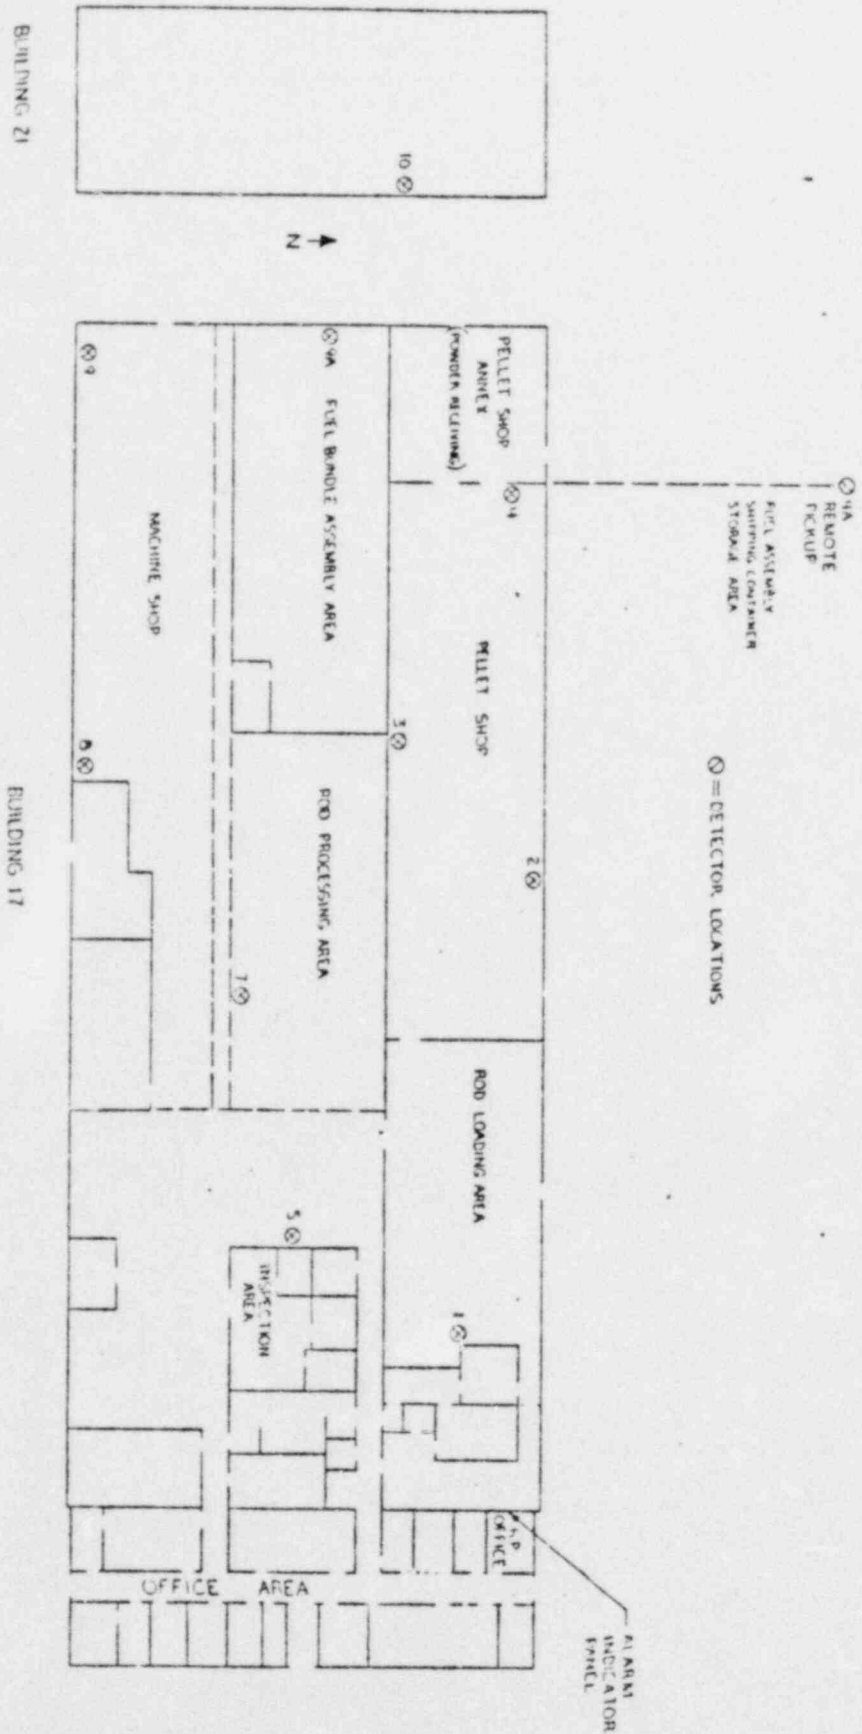 BUILDING 21
10
N
9
9A
FUEL BUNDLE ASSEMBLY AREA
PELLET SHOP
ANNEX
(POWDER RECEIVING)
4
4A
REMOTE
PICKUP
FUEL ASSEMBLY
SHIPPING CONTAINER
STORAGE AREA
MACHINE SHOP
PELLET SHOP
3
8
= DETECTOR LOCATIONS
ROD PROCESSING AREA
2
7
BUILDING 17
ROD LOADING AREA
5
INSPECTION
AREA
1
H.P.
OFFICE
OFFICE AREA
ALARM
INDICATOR
PANEL